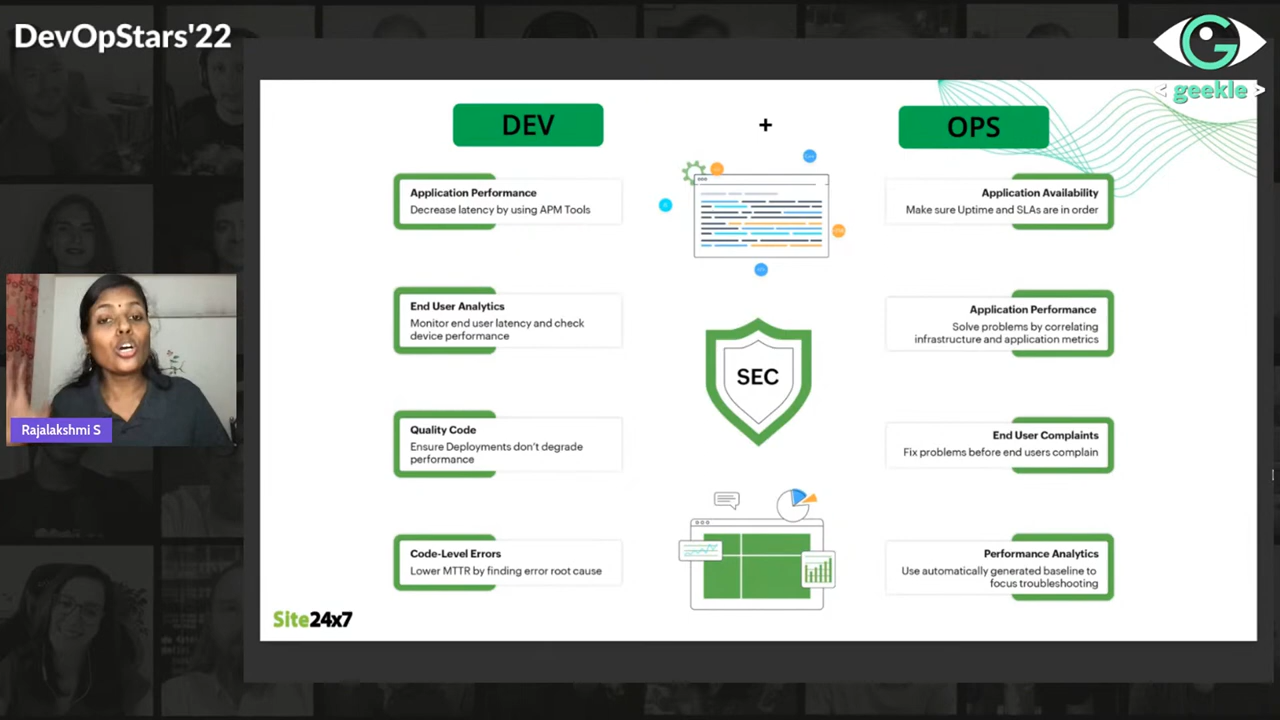 DevOpStars'22
< geekle >
DEV
+
OPS
Application Performance
Decrease latency by using APM Tools
Application Availability
Make sure Uptime and SLAs are in order
End User Analytics
Monitor end user latency and check
device performance
Application Performance
Solve problems by correlating
infrastructure and application metrics
SEC
Rajalakshmi S
Quality Code
Ensure Deployments don't degrade
performance
End User Complaints
Fix problems before end users complain
Code-Level Errors
Lower MTTR by finding error root cause
Performance Analytics
Use automatically generated baseline to
focus troubleshooting
Site24x7